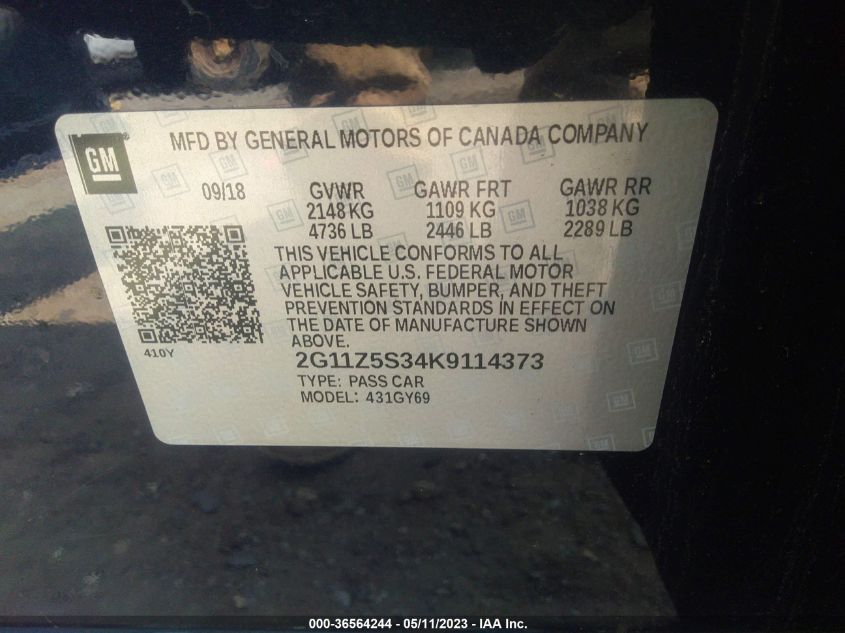 MFD BY GENERAL MOTORS OF CANADA COMPANY
GM
09/18 GVWR GAWR FRT GAWR RR
2148 KG 1109 KG 1038 KG
4736 LB 2446 LB 2289 LB
THIS VEHICLE CONFORMS TO ALL
APPLICABLE U.S. FEDERAL MOTOR
VEHICLE SAFETY, BUMPER, AND THEFT
PREVENTION STANDARDS IN EFFECT ON
THE DATE OF MANUFACTURE SHOWN
ABOVE.
410Y
2G11Z5S34K9114373
TYPE: PASS CAR
MODEL: 431GY69
000-36564244 - 05/11/2023 - IAA Inc.